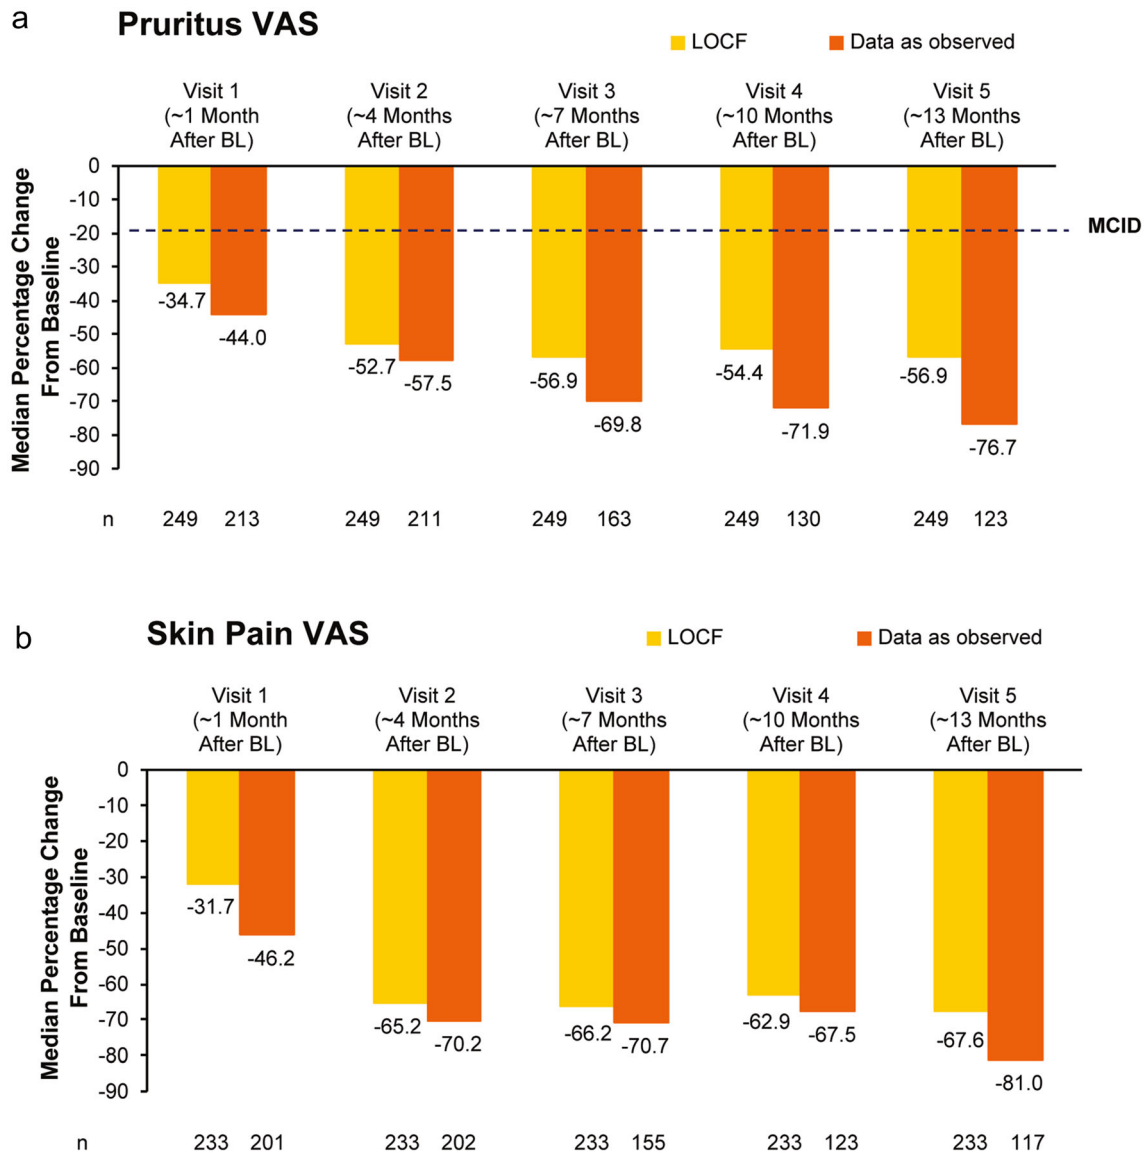 a
Pruritus VAS
LOCF Data as observed
Visit 1 Visit 2 Visit 3 Visit 4 Visit 5
(~1 Month (~4 Months (~7 Months (~10 Months (~13 Months
After BL) After BL) After BL) After BL) After BL)
Median Percentage Change
From Baseline
0
-10
-20
-30
-40
-50
-60
-70
-80
-90
MCID
-34.7 -44.0 -52.7 -57.5 -56.9 -69.8 -54.4 -71.9 -56.9 -76.7
n 249 213 249 211 249 163 249 130 249 123
b
Skin Pain VAS
LOCF Data as observed
Visit 1 Visit 2 Visit 3 Visit 4 Visit 5
(~1 Month (~4 Months (~7 Months (~10 Months (~13 Months
After BL) After BL) After BL) After BL) After BL)
Median Percentage Change
From Baseline
0
-10
-20
-30
-40
-50
-60
-70
-80
-90
-31.7 -46.2 -65.2 -70.2 -66.2 -70.7 -62.9 -67.5 -67.6 -81.0
n 233 201 233 202 233 155 233 123 233 117